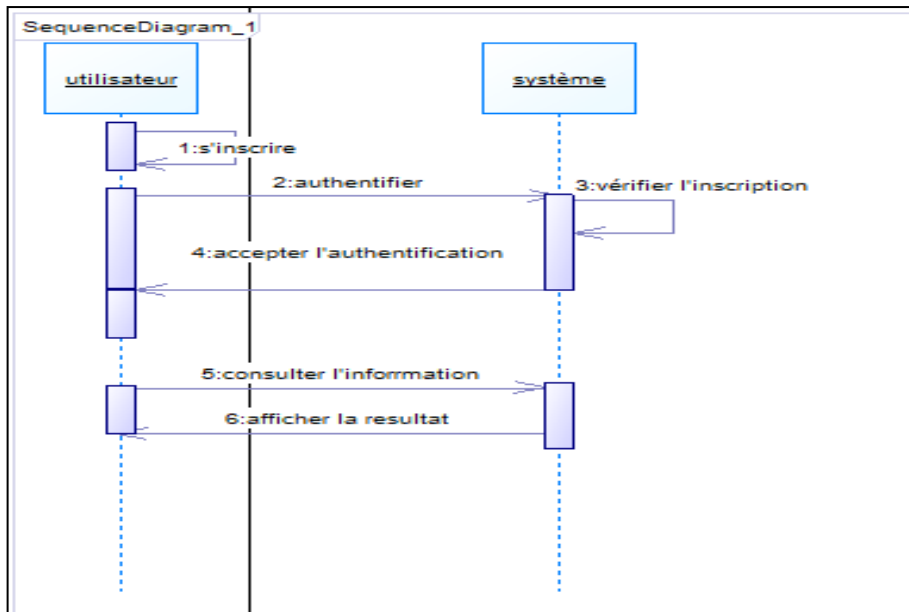 SequenceDiagram_1
utilisateur
système
1:s'inscrire
2:authentifier
3:vérifier l'inscription
4:accepter l'authentification
5:consulter l'inforrmation
6:afficher la resultat